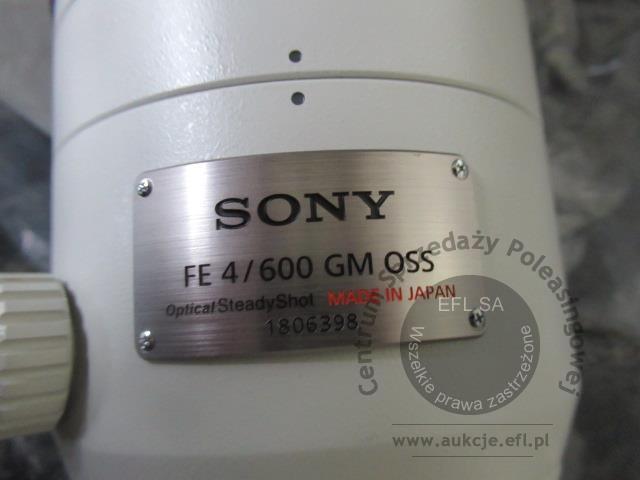 SONY
FE 4/600 GM OSS
Optical SteadyShot MADE IN JAPAN
1806398
Centrum Sprzedaży Poleasingowej
EFL SA
Wszelkie prawa zastrzeżone
www.aukcje.efl.pl